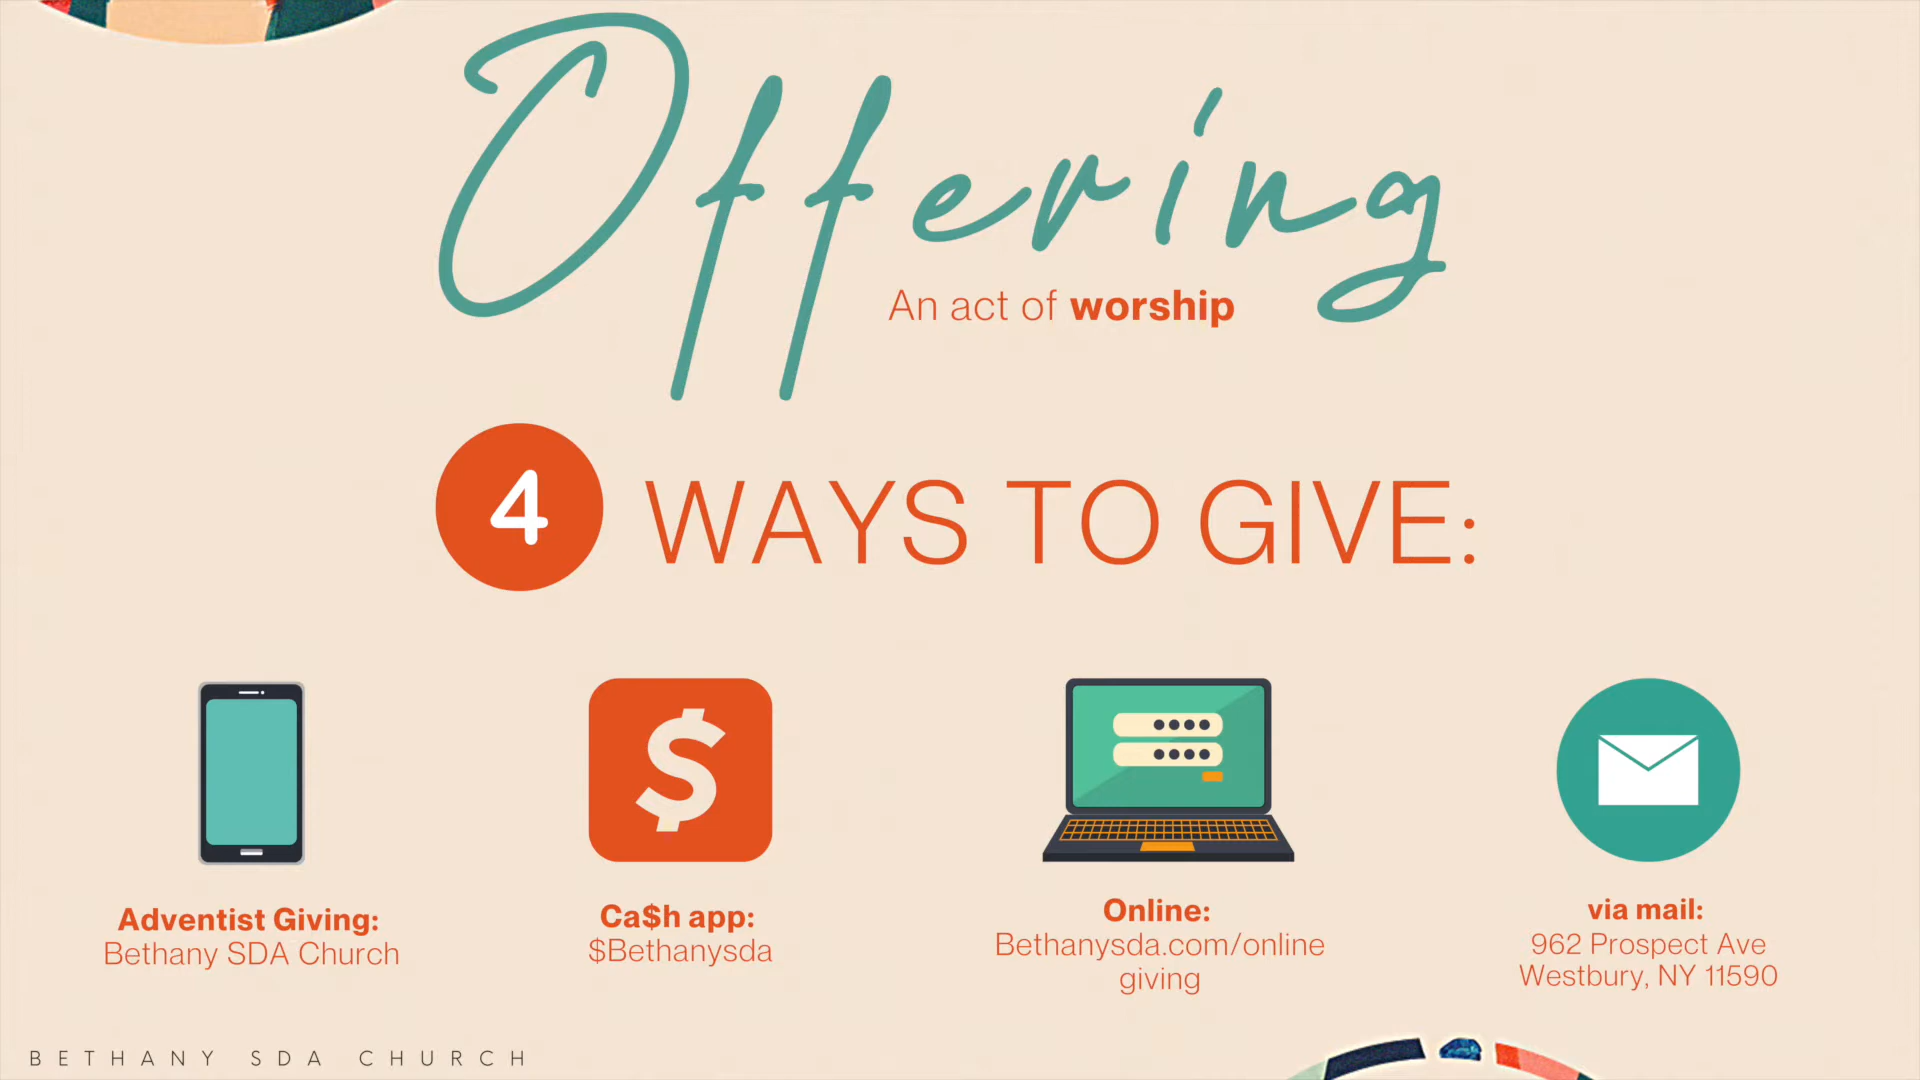 Offering
An act of worship
4 WAYS TO GIVE:
Adventist Giving:
Bethany SDA Church
Ca$h app:
$Bethanysda
Online:
Bethanysda.com/online
giving
via mail:
962 Prospect Ave
Westbury, NY 11590
BETHANY SDA CHURCH